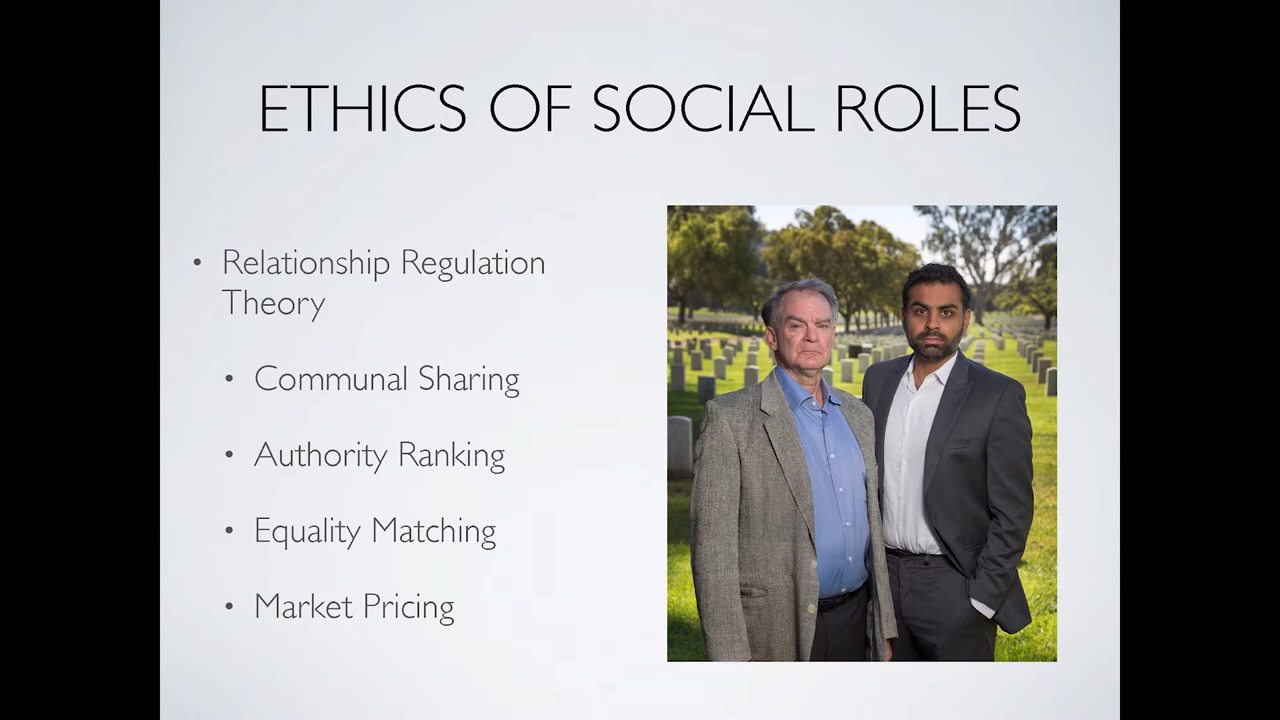 ETHICS OF SOCIAL ROLES
• Relationship Regulation
Theory
• Communal Sharing
• Authority Ranking
• Equality Matching
• Market Pricing